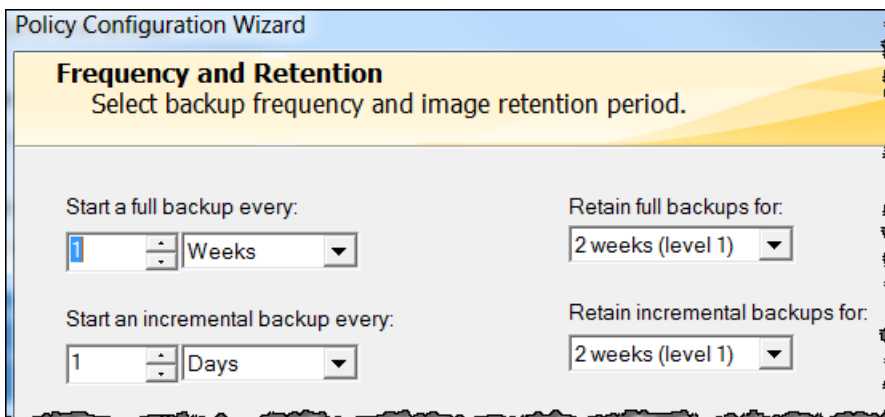 Policy Configuration Wizard
Frequency and Retention
Select backup frequency and image retention period.
Start a full backup every:
1 Weeks
Retain full backups for:
2 weeks (level 1)
Start an incremental backup every:
1 Days
Retain incremental backups for:
2 weeks (level 1)